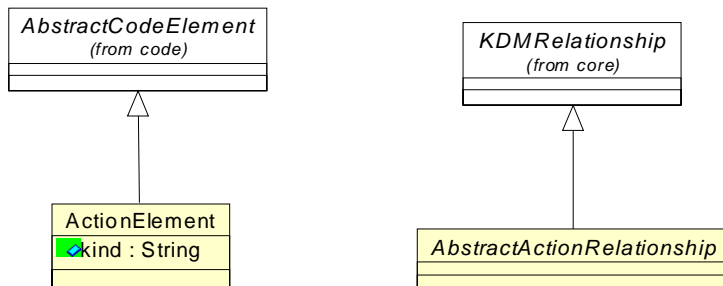 AbstractCodeElement
(from code)
KDMRelationship
(from core)
ActionElement
kind : String
AbstractActionRelationship